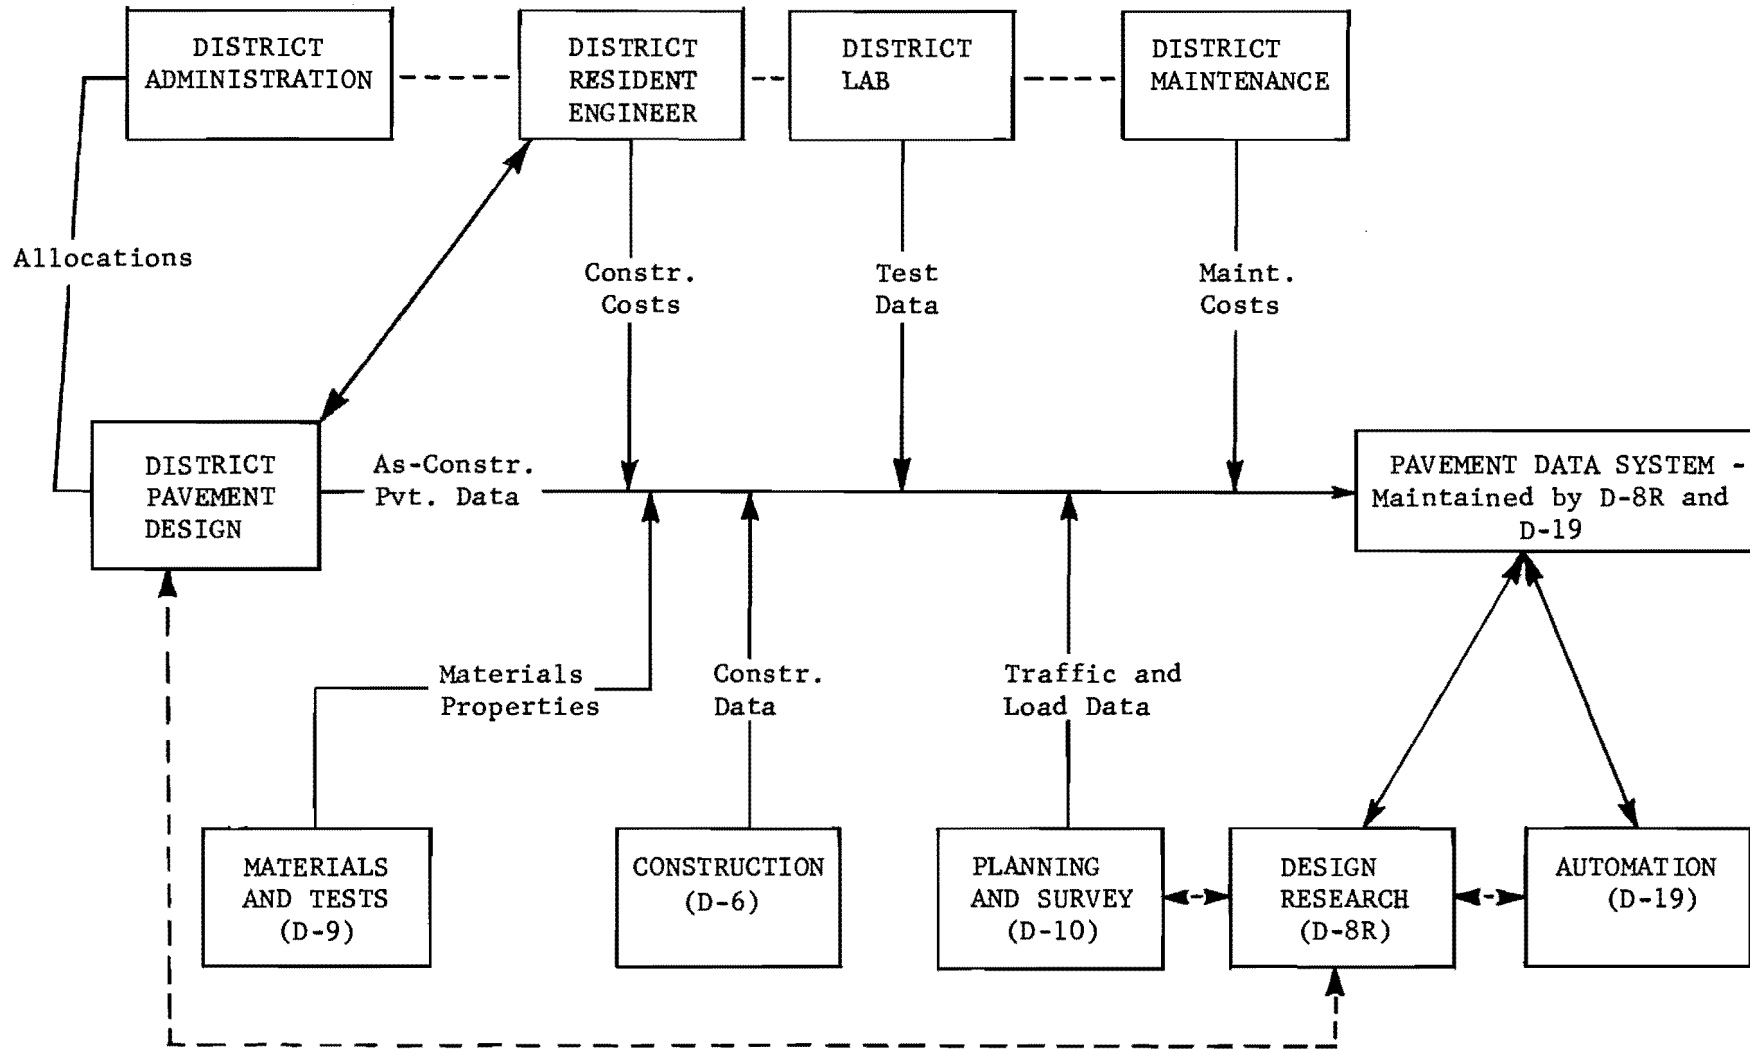 DISTRICT
ADMINISTRATION
DISTRICT
RESIDENT
ENGINEER
DISTRICT
LAB
DISTRICT
MAINTENANCE
Allocations
Constr.
Costs
Test
Data
Maint.
Costs
DISTRICT
PAVEMENT
DESIGN
As-Constr.
Pvt. Data
PAVEMENT DATA SYSTEM -
Maintained by D-8R and
D-19
Materials
Properties
Constr.
Data
Traffic and
Load Data
MATERIALS
AND TESTS
(D-9)
CONSTRUCTION
(D-6)
PLANNING
AND SURVEY
(D-10)
DESIGN
RESEARCH
(D-8R)
AUTOMATION
(D-19)